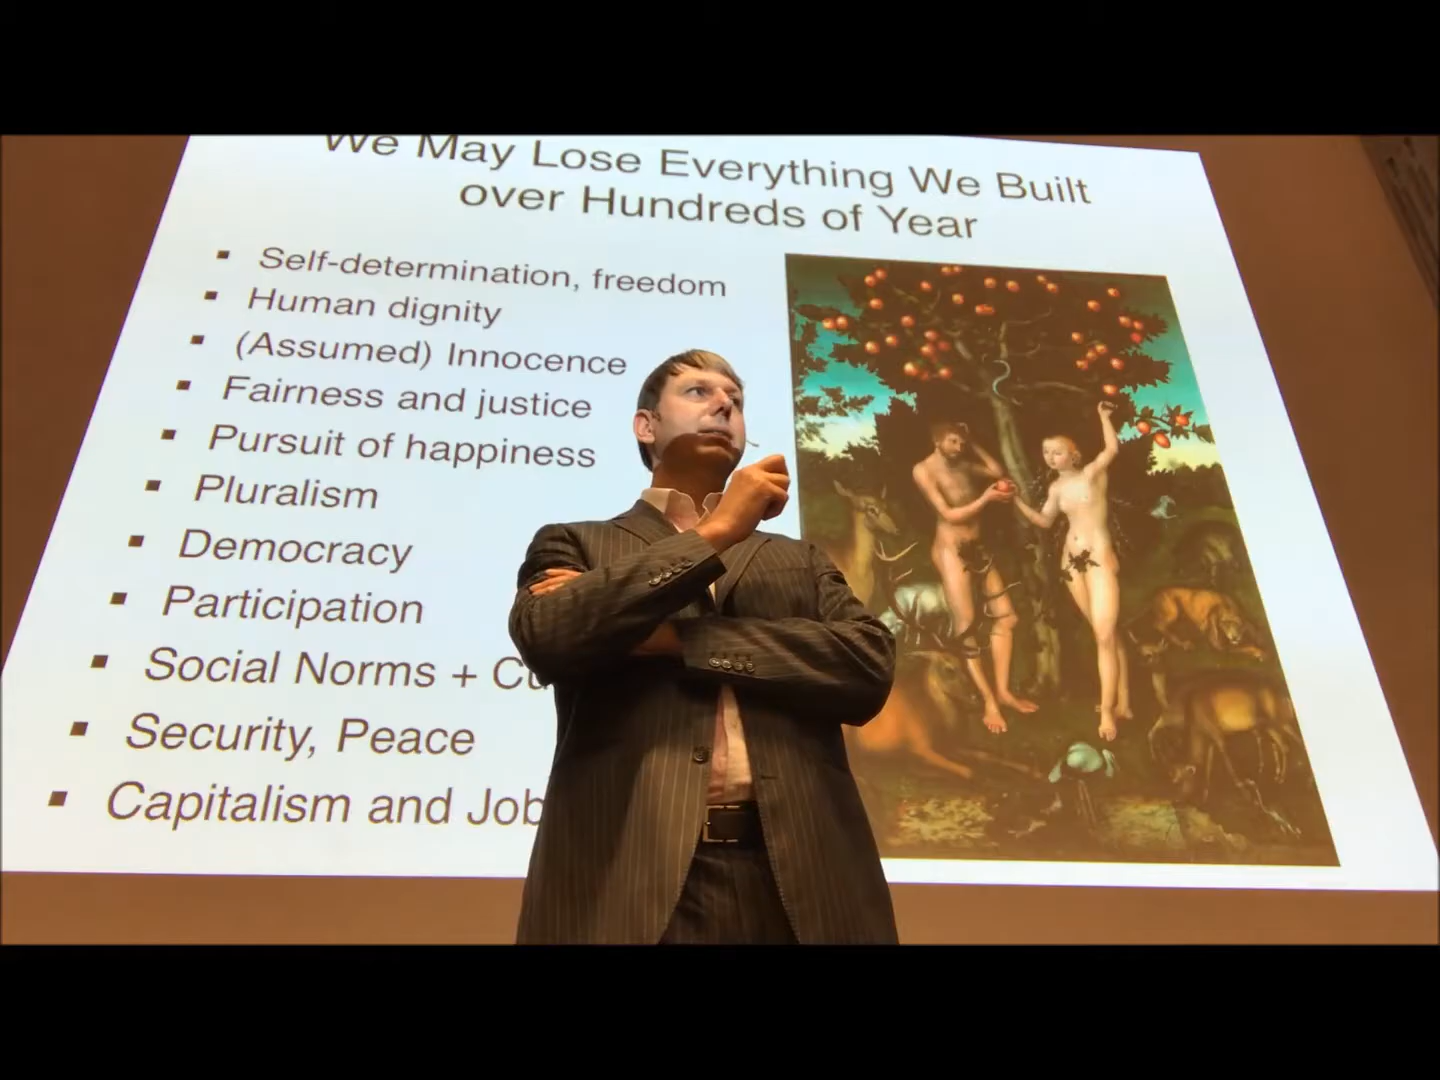 We May Lose Everything We Built
over Hundreds of Year
▪ Self-determination, freedom
▪ Human dignity
▪ (Assumed) Innocence
▪ Fairness and justice
▪ Pursuit of happiness
▪ Pluralism
▪ Democracy
▪ Participation
▪ Social Norms +
▪ Security, Peace
▪ Capitalism and Job